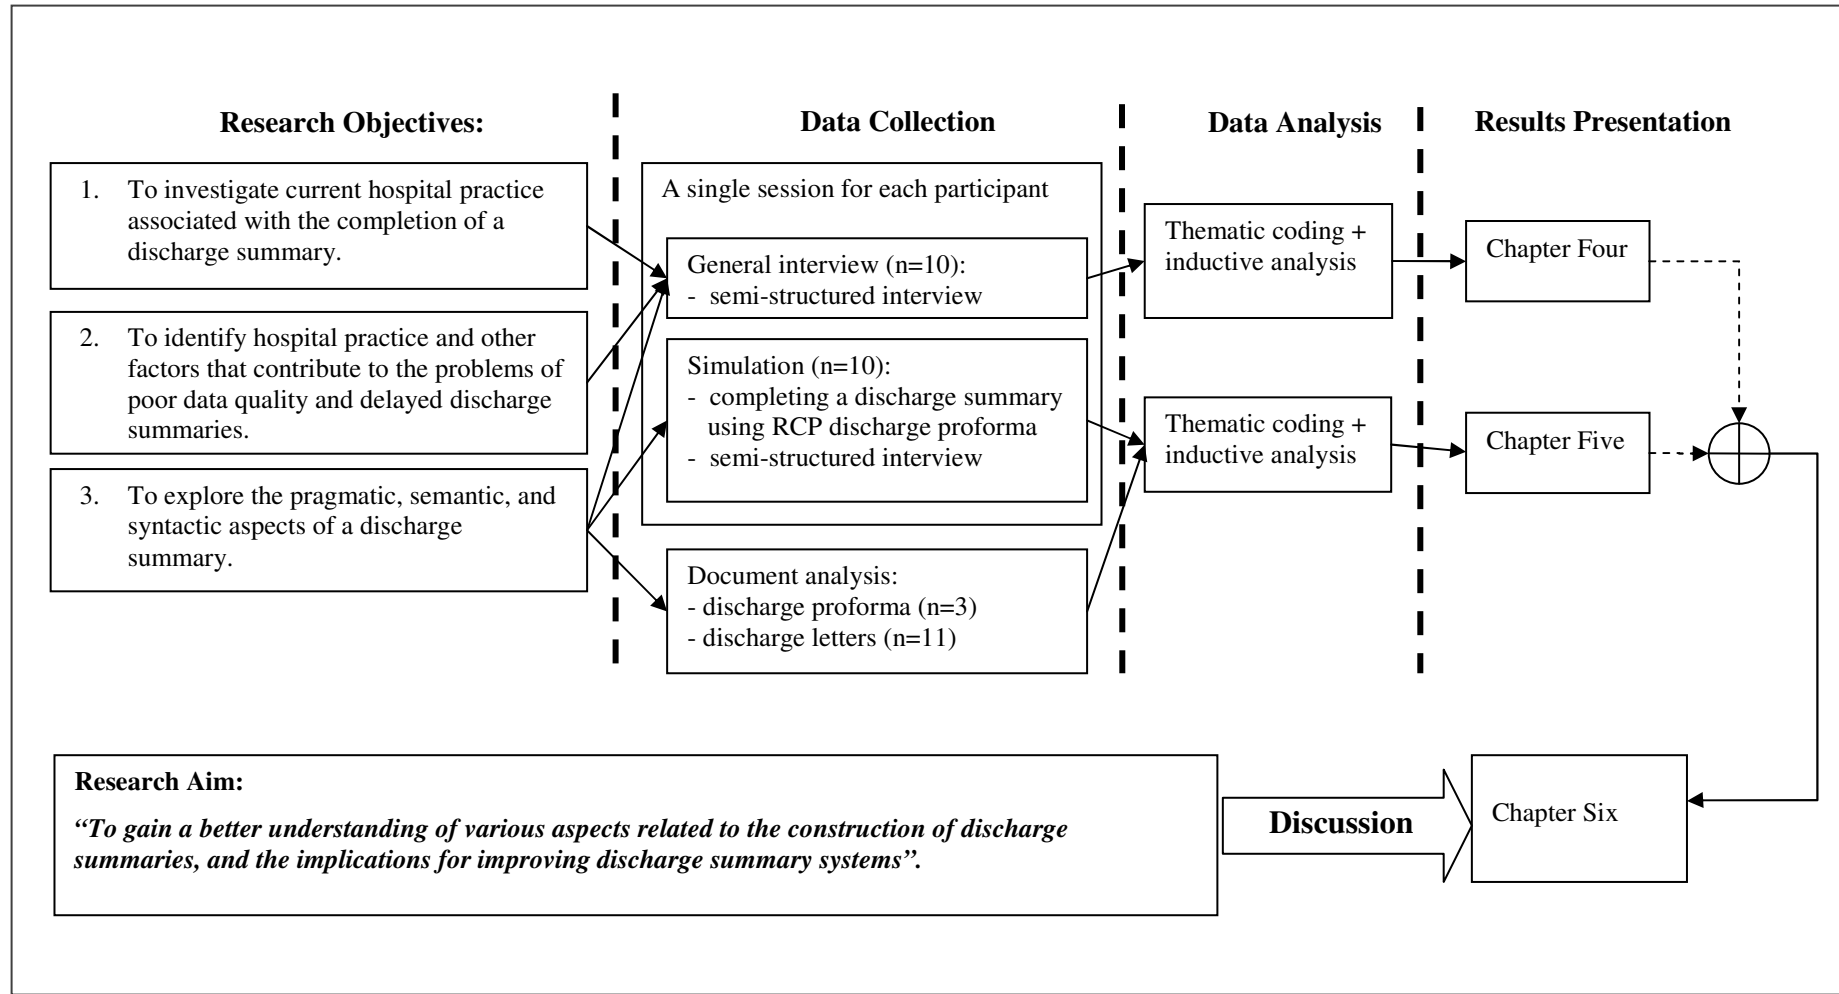 Research Objectives:
1. To investigate current hospital practice
associated with the completion of a
discharge summary.
2. To identify hospital practice and other
factors that contribute to the problems of
poor data quality and delayed discharge
summaries.
3. To explore the pragmatic, semantic, and
syntactic aspects of a discharge
summary.
Data Collection
A single session for each participant
General interview (n=10):
- semi-structured interview
Simulation (n=10):
- completing a discharge summary
using RCP discharge proforma
- semi-structured interview
Document analysis:
- discharge proforma (n=3)
- discharge letters (n=11)
Data Analysis
Thematic coding +
inductive analysis
Thematic coding +
inductive analysis
Results Presentation
Chapter Four
Chapter Five
Research Aim:
“To gain a better understanding of various aspects related to the construction of discharge
summaries, and the implications for improving discharge summary systems”.
Discussion
Chapter Six